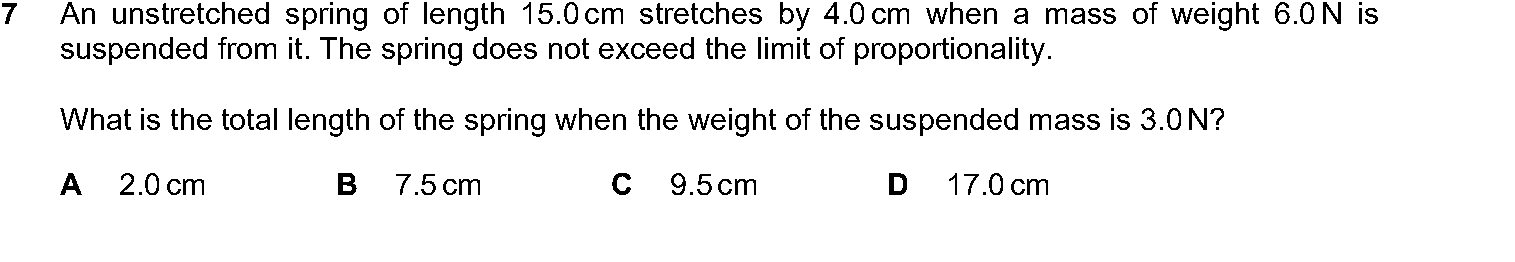 7 An unstretched spring of length 15.0 cm stretches by 4.0 cm when a mass of weight 6.0 N is
suspended from it. The spring does not exceed the limit of proportionality.
What is the total length of the spring when the weight of the suspended mass is 3.0 N?
A 2.0 cm B 7.5 cm C 9.5 cm D 17.0 cm